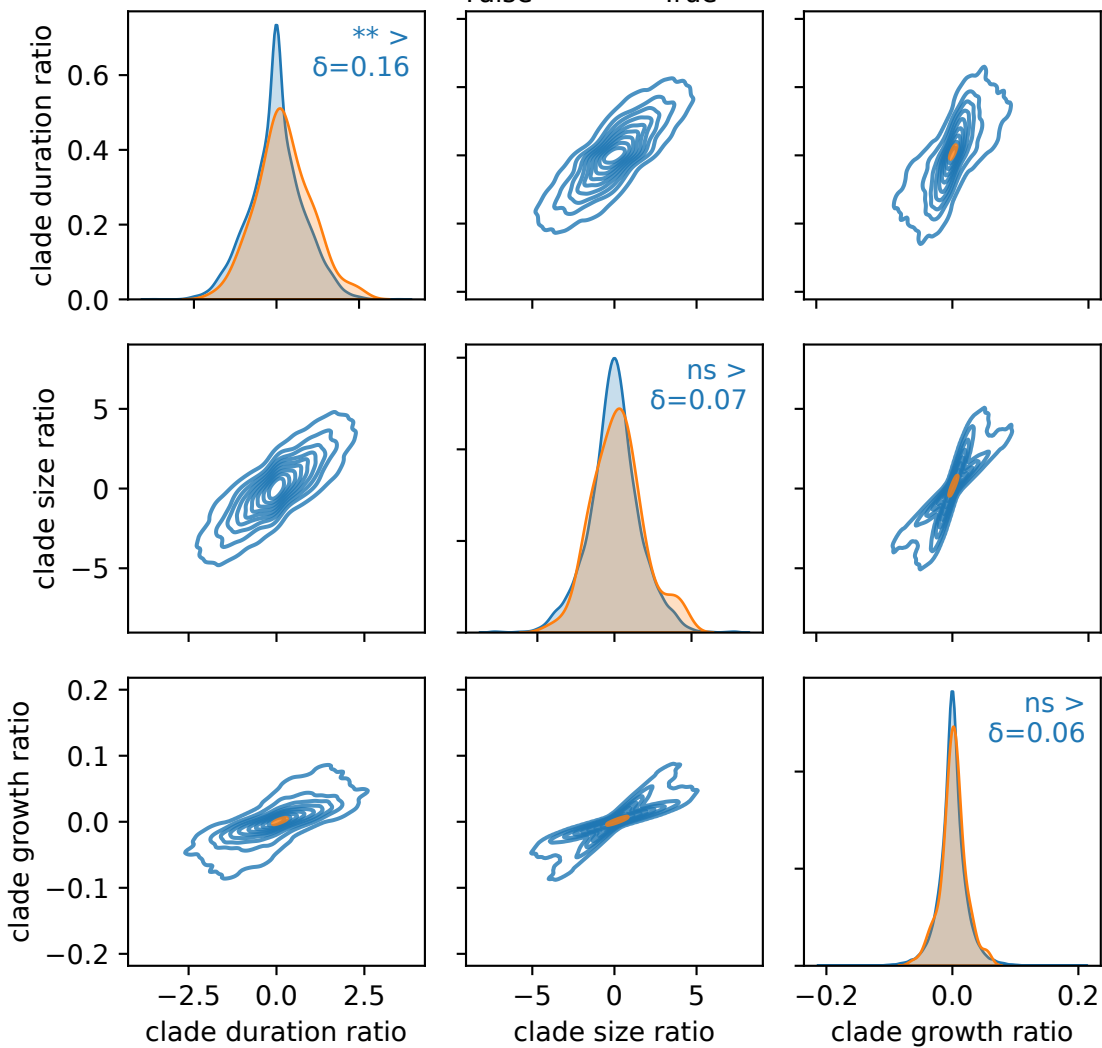 False True
clade duration ratio
** >
δ=0.16
0.6
0.4
0.2
0.0
clade size ratio
ns >
δ=0.07
5
0
−5
clade growth ratio
ns >
δ=0.06
0.2
0.1
0.0
−0.1
−0.2
−2.5 0.0 2.5
−5 0 5
−0.2 0.0 0.2
clade duration ratio
clade size ratio
clade growth ratio